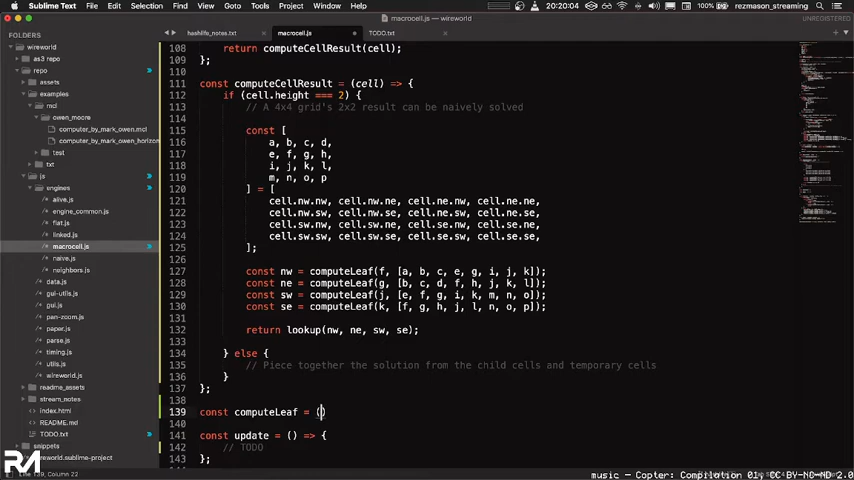 Sublime Text File Edit Selection Find View Goto Tools Project Window Help 100% rezmason_streaming
20:20:04
macrocell.js — wireworld
UNREGISTERED
FOLDERS
wireworld
as3 repo
repo
assets
examples
mcl
owen_moore
computer_by_mark_owen.mcl
computer_by_mark_owen_horizon
test
txt
js
engines
alive.js
engine_common.js
flat.js
linked.js
macrocell.js
naive.js
neighbors.js
data.js
gui-utils.js
gui.js
pan-zoom.js
paper.js
parse.js
timing.js
utils.js
wireworld.js
readme_assets
stream_notes
index.html
README.md
TODO.txt
snippets
wireworld.sublime-project
hashlife_notes.txt macrocell.js TODO.txt
108 return computeCellResult(cell);
109 };
110
111 const computeCellResult = (cell) => {
112 if (cell.height === 2) {
113 // A 4x4 grid's 2x2 result can be naively solved
114
115 const [
116 a, b, c, d,
117 e, f, g, h,
118 i, j, k, l,
119 m, n, o, p
120 ] = [
121 cell.nw.nw, cell.nw.ne, cell.ne.nw, cell.ne.ne,
122 cell.nw.sw, cell.nw.se, cell.ne.sw, cell.ne.se,
123 cell.sw.nw, cell.sw.ne, cell.se.nw, cell.se.ne,
124 cell.sw.sw, cell.sw.se, cell.se.sw, cell.se.se,
125 ];
126
127 const nw = computeLeaf(f, [a, b, c, e, g, i, j, k]);
128 const ne = computeLeaf(g, [b, c, d, f, h, j, k, l]);
129 const sw = computeLeaf(j, [e, f, g, i, k, m, n, o]);
130 const se = computeLeaf(k, [f, g, h, j, l, n, o, p]);
131
132 return lookup(nw, ne, sw, se);
133
134 } else {
135 // Piece together the solution from the child cells and temporary cells
136 }
137 };
138
139 const computeLeaf = ()
140
141 const update = () => {
142 // TODO
143 };
RM
Line 139, Column 22
music - Copter: Compilation 01, CC BY-NC-ND 2.0